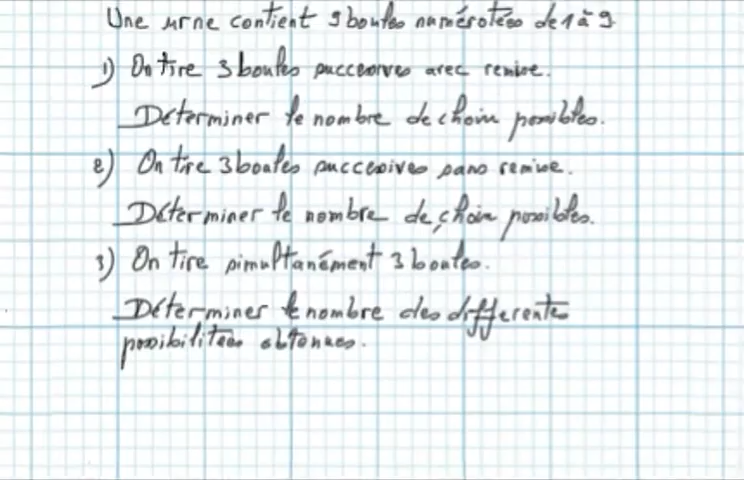 Une urne contient 9 boules numérotées de 1 à 9
1) On tire 3 boules successives avec remise.
Déterminer le nombre de choix possibles.
2) On tire 3 boules successives sans remise.
Déterminer le nombre de choix possibles.
3) On tire simultanément 3 boules.
Déterminer le nombre des differentes
possibilitées obtenues.